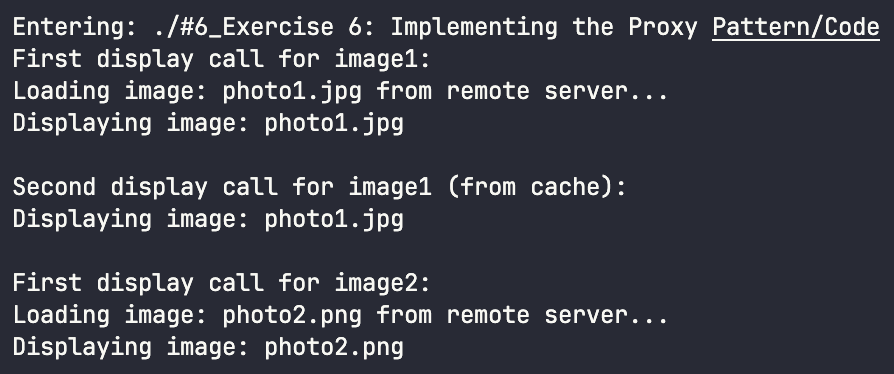 Entering: ./#6_Exercise 6: Implementing the Proxy Pattern/Code
First display call for image1:
Loading image: photo1.jpg from remote server...
Displaying image: photo1.jpg
Second display call for image1 (from cache):
Displaying image: photo1.jpg
First display call for image2:
Loading image: photo2.png from remote server...
Displaying image: photo2.png